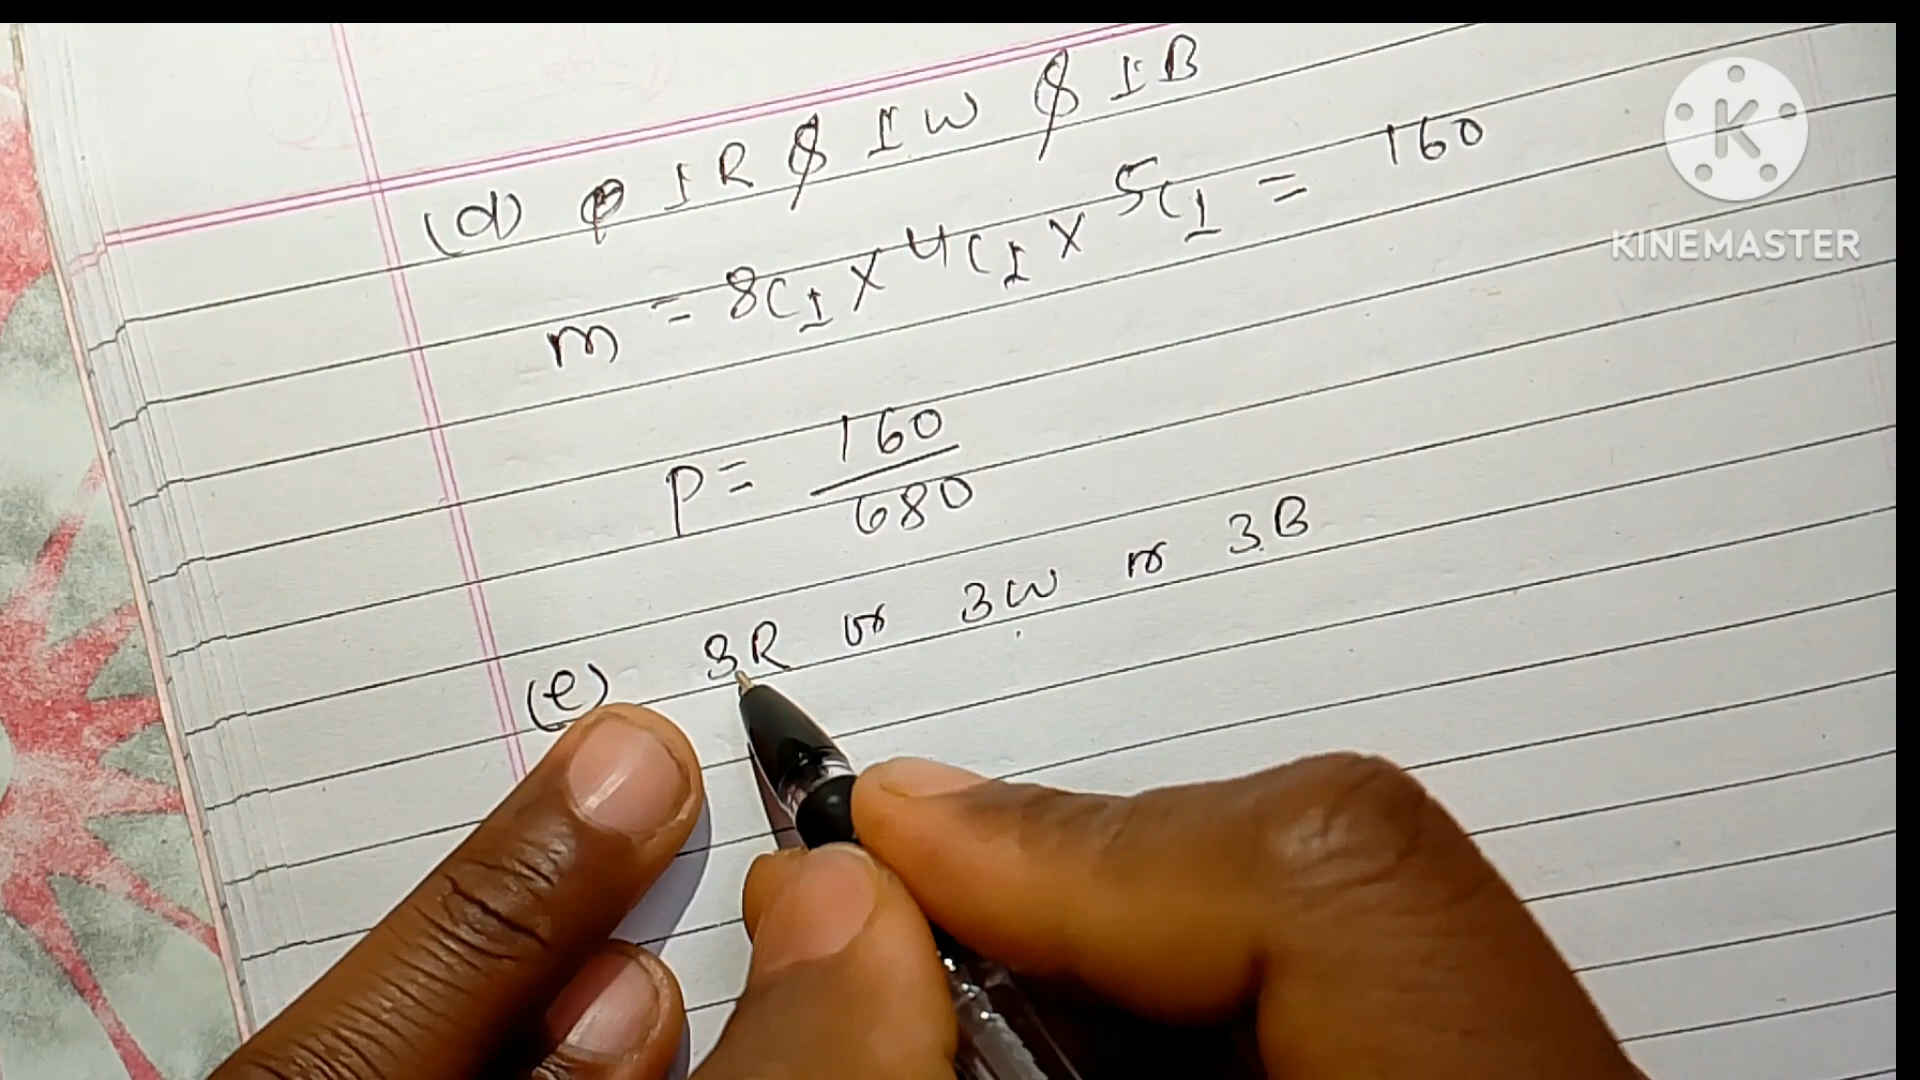 (d) 1R & 1W & 1B
m = 8C1 X 4C1 X 5C1 = 160
P = 160
680
(e) 3R or 3W or 3B
K
KINEMASTER